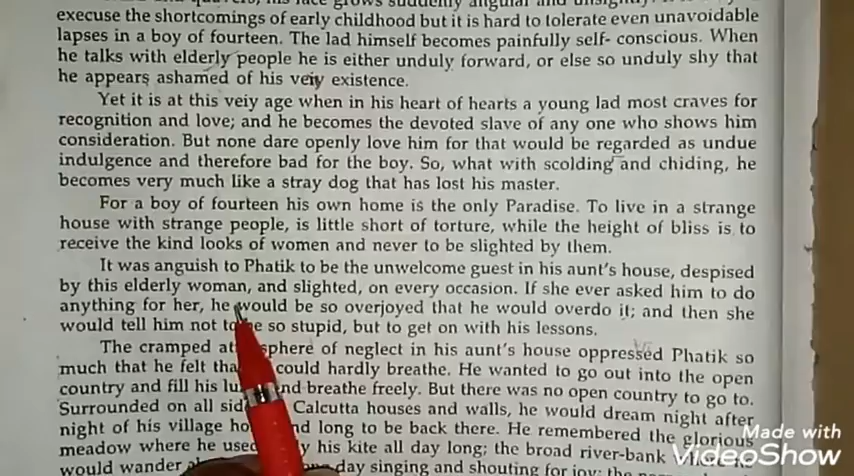 his face grows suddenly angular and unsightly. It is
execuse the shortcomings of early childhood but it is hard to tolerate even unavoidable
lapses in a boy of fourteen. The lad himself becomes painfully self- conscious. When
he talks with elderly people he is either unduly forward, or else so unduly shy that
he appears ashamed of his veiy existence.
Yet it is at this veiy age when in his heart of hearts a young lad most craves for
recognition and love; and he becomes the devoted slave of any one who shows him
consideration. But none dare openly love him for that would be regarded as undue
indulgence and therefore bad for the boy. So, what with scolding and chiding, he
becomes very much like a stray dog that has lost his master.
For a boy of fourteen his own home is the only Paradise. To live in a strange
house with strange people, is little short of torture, while the height of bliss is to
receive the kind looks of women and never to be slighted by them.
It was anguish to Phatik to be the unwelcome guest in his aunt's house, despised
by this elderly woman, and slighted, on every occasion. If she ever asked him to do
anything for her, he would be so overjoyed that he would overdo it; and then she
would tell him not to be so stupid, but to get on with his lessons.
The cramped sphere of neglect in his aunt's house oppressed Phatik so
much that he felt could hardly breathe. He wanted to go out into the open
country and fill his and breathe freely. But there was no open country to go to.
Surrounded on all Calcutta houses and walls, he would dream night after
night of his village and long to be back there. He remembered the glorious
meadow where he his kite all day long; the broad river-bank
would wander day singing and shouting for joy; the
Made with
VideoShow